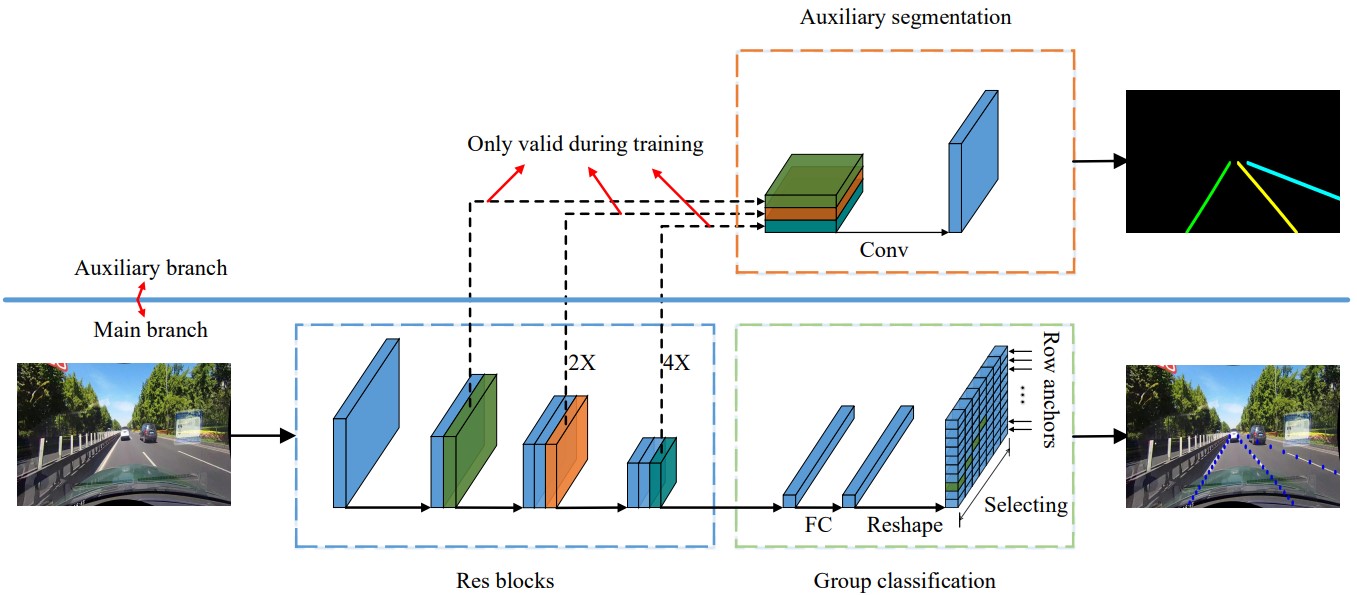 Auxiliary segmentation
Only valid during training
Conv
Auxiliary branch
Main branch
2X
4X
Row anchors
...
Selecting
FC
Reshape
Res blocks
Group classification